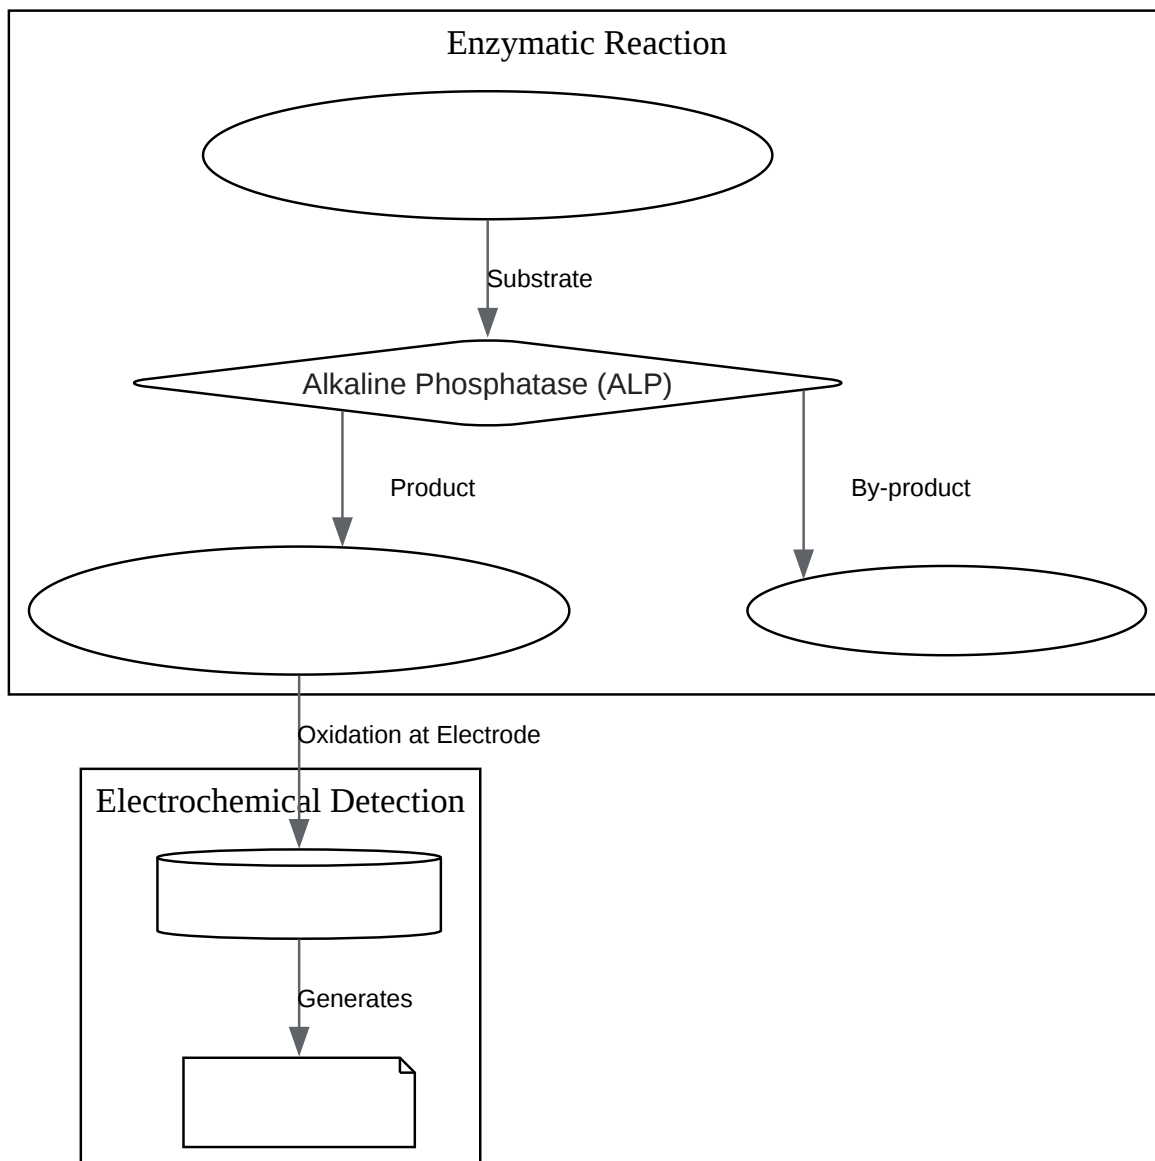 Enzymatic Reaction
Substrate
Alkaline Phosphatase (ALP)
Product
By-product
Oxidation at Electrode
Electrochemical Detection
Generates